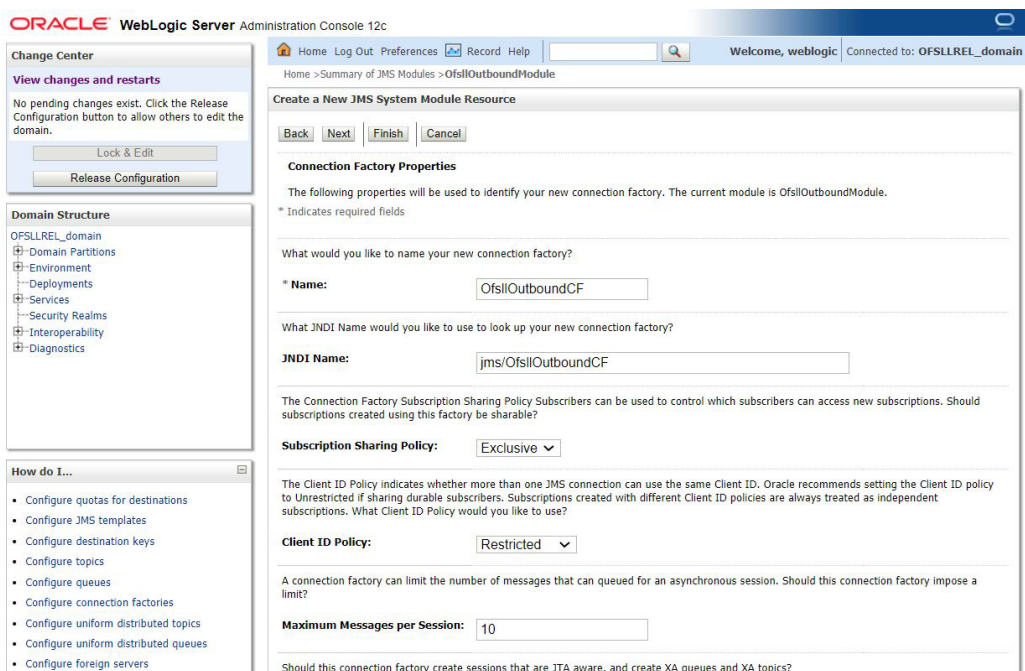 ORACLE WebLogic Server Administration Console 12c
Change Center
View changes and restarts
No pending changes exist. Click the Release
Configuration button to allow others to edit the
domain.
Lock & Edit
Release Configuration
Domain Structure
OFSLLREL_domain
Domain Partitions
Environment
Deployments
Services
Security Realms
Interoperability
Diagnostics
How do I...
Configure quotas for destinations
Configure JMS templates
Configure destination keys
Configure topics
Configure queues
Configure connection factories
Configure uniform distributed topics
Configure uniform distributed queues
Configure foreign servers
Home Log Out Preferences Record Help
Welcome, weblogic Connected to: OFSLLREL_domain
Home >Summary of JMS Modules >OfsllOutboundModule
Create a New JMS System Module Resource
Back Next Finish Cancel
Connection Factory Properties
The following properties will be used to identify your new connection factory. The current module is OfsllOutboundModule.
* Indicates required fields
What would you like to name your new connection factory?
* Name: OfsllOutboundCF
What JNDI Name would you like to use to look up your new connection factory?
JNDI Name: jms/OfsllOutboundCF
The Connection Factory Subscription Sharing Policy Subscribers can be used to control which subscribers can access new subscriptions. Should
subscriptions created using this factory be sharable?
Subscription Sharing Policy: Exclusive
The Client ID Policy indicates whether more than one JMS connection can use the same Client ID. Oracle recommends setting the Client ID policy
to Unrestricted if sharing durable subscribers. Subscriptions created with different Client ID policies are always treated as independent
subscriptions. What Client ID Policy would you like to use?
Client ID Policy: Restricted
A connection factory can limit the number of messages that can queued for an asynchronous session. Should this connection factory impose a
limit?
Maximum Messages per Session: 10
Should this connection factory create sessions that are JTA aware, and create XA queues and XA topics?